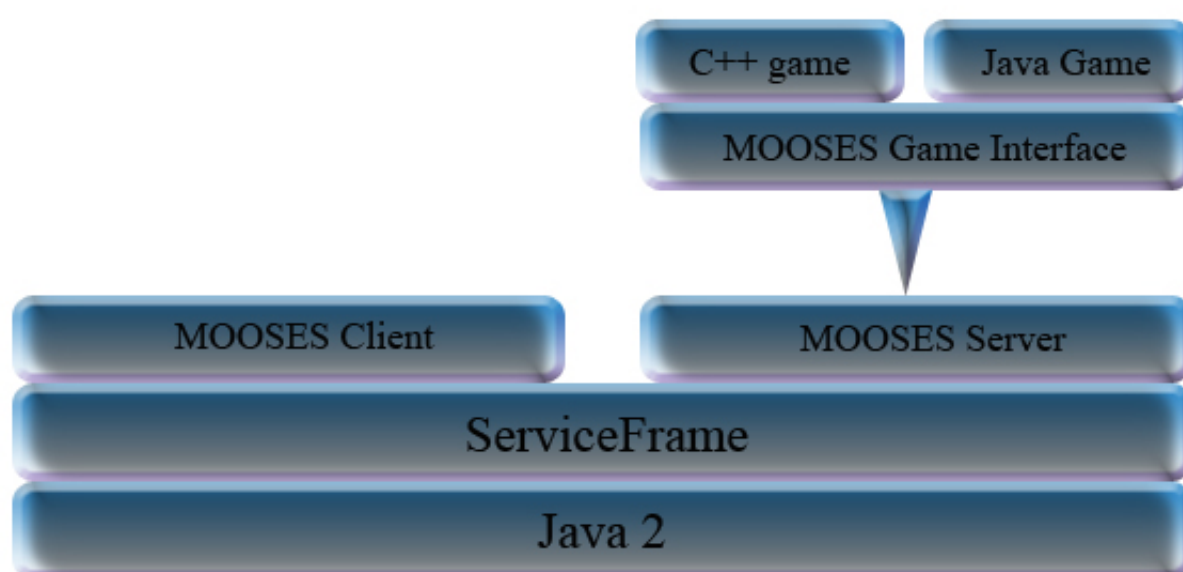 C++ game
Java Game
MOOSES Game Interface
MOOSES Client
MOOSES Server
ServiceFrame
Java 2